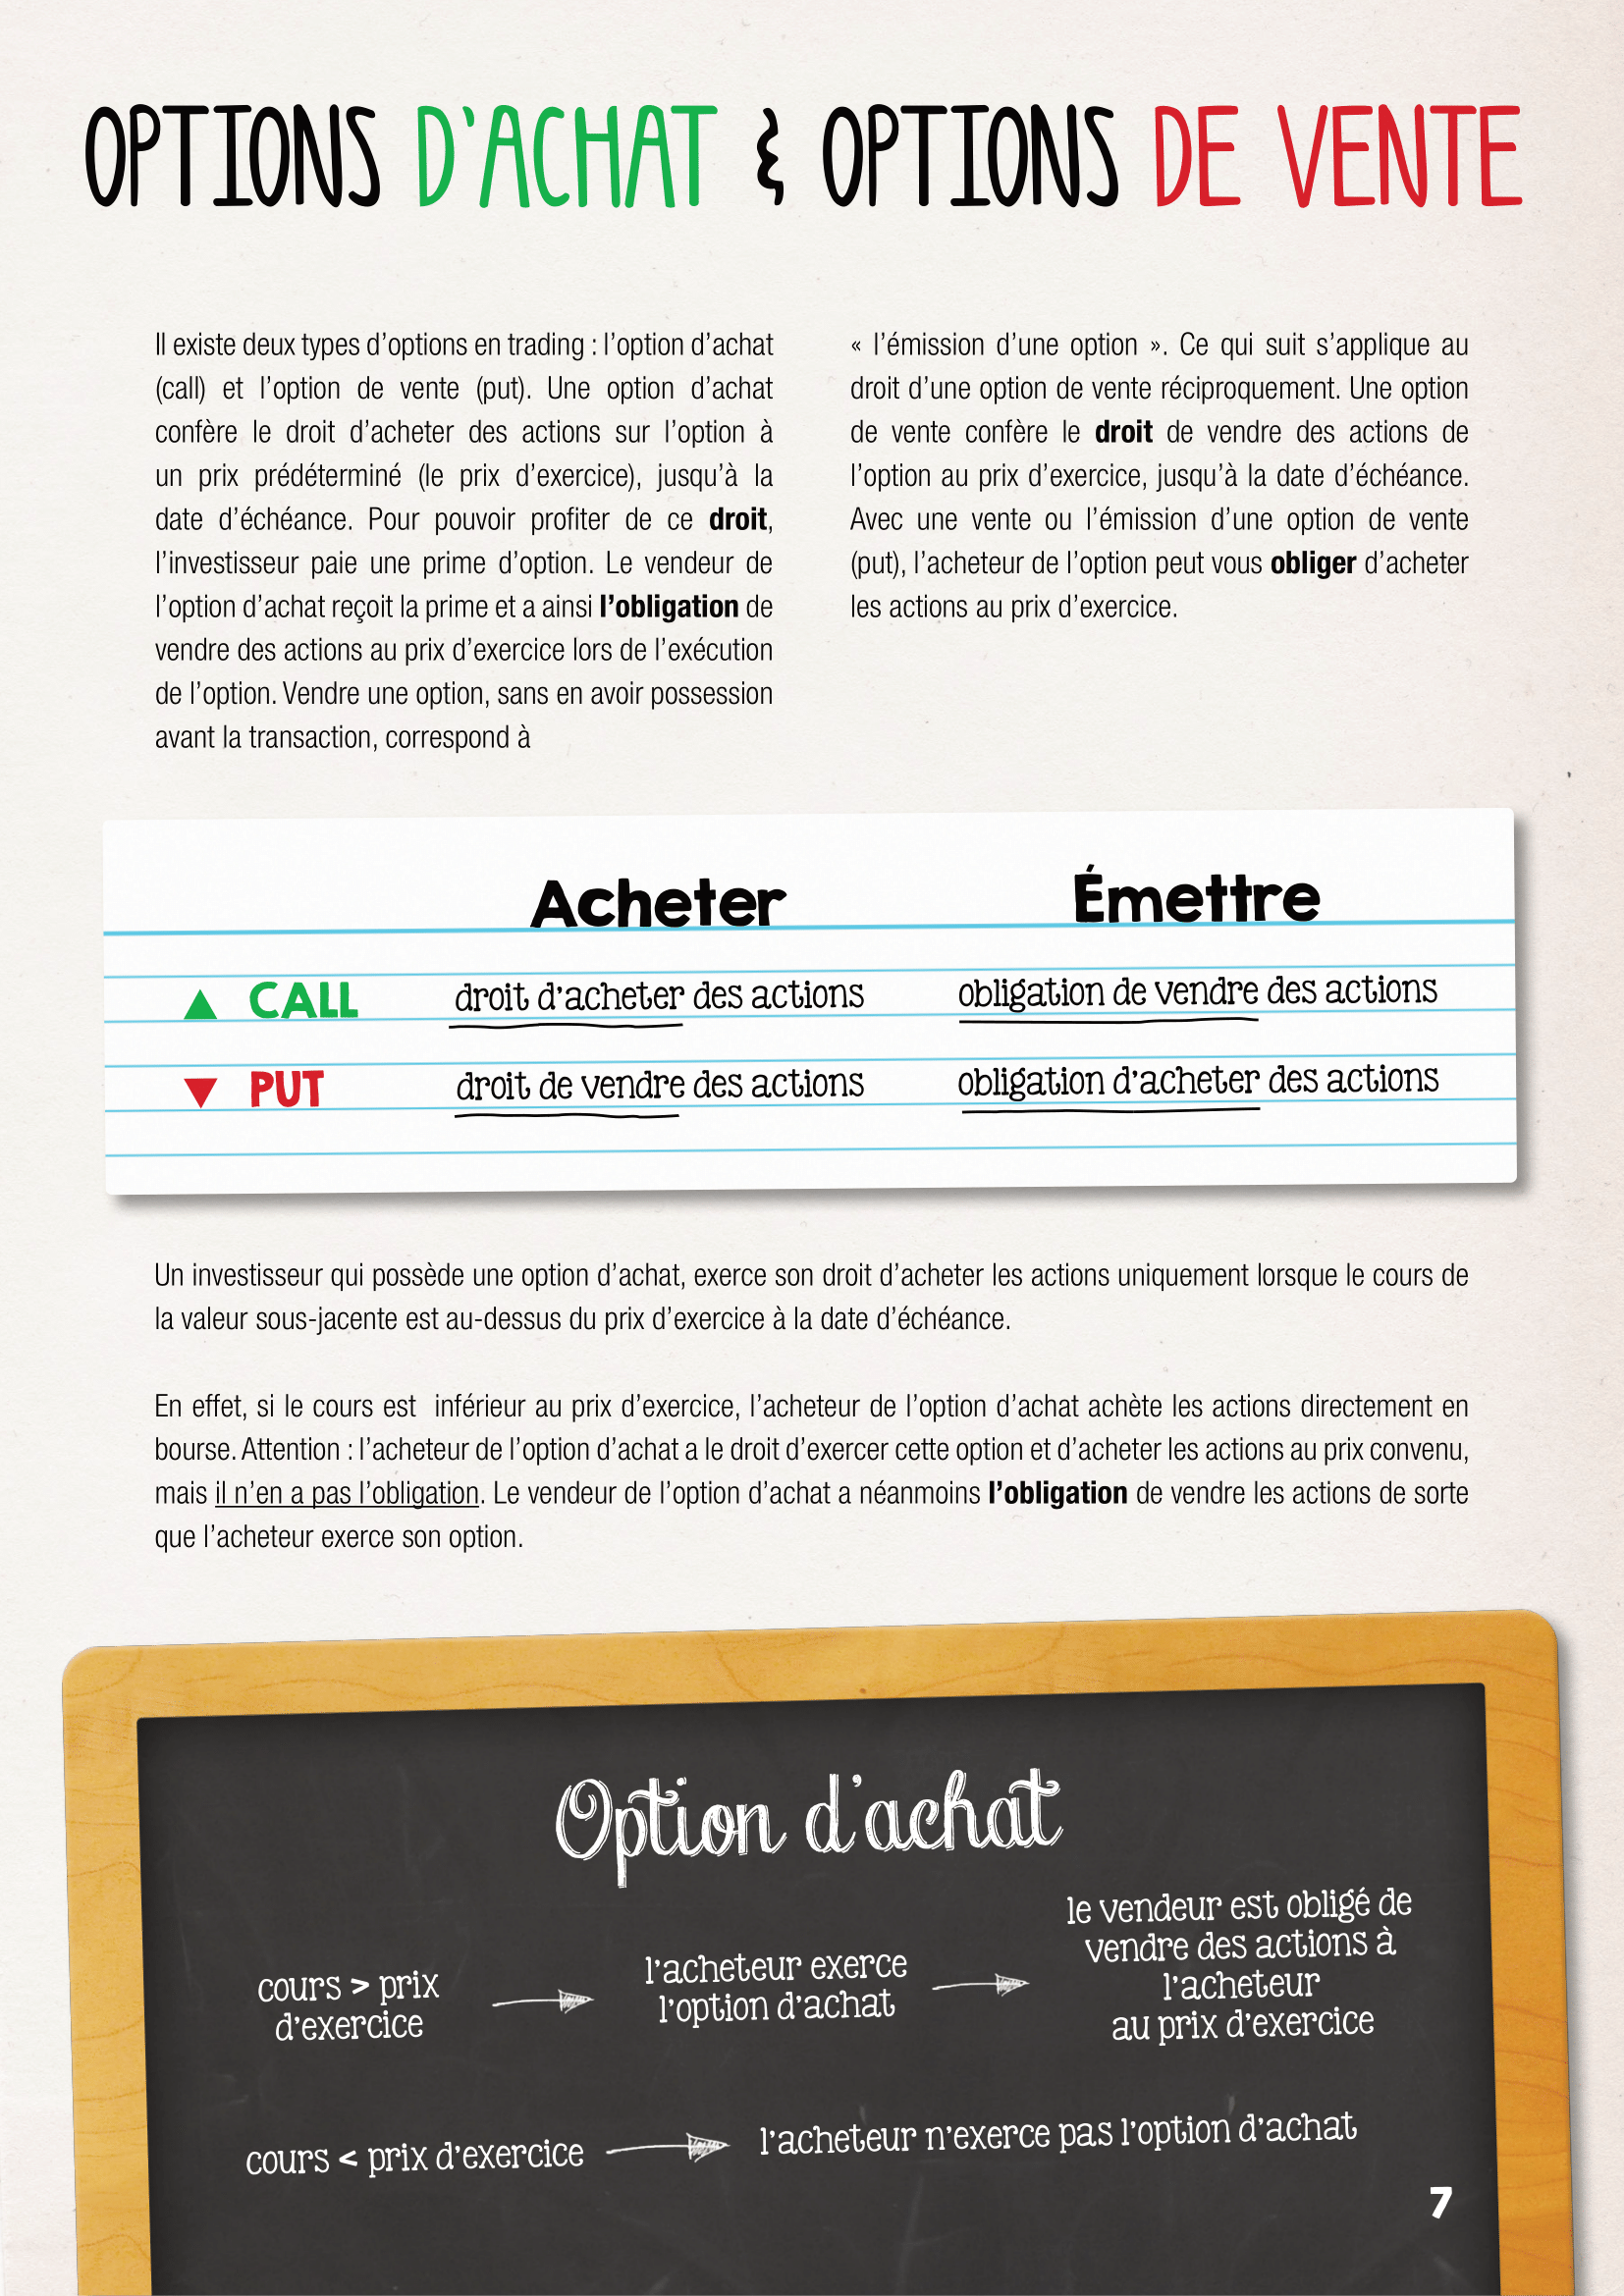 OPTIONS D'ACHAT & OPTIONS DE VENTE
Il existe deux types d'options en trading : l'option d'achat
(call) et l'option de vente (put). Une option d'achat
confère le droit d'acheter des actions sur l'option à
un prix prédéterminé (le prix d'exercice), jusqu'à la
date d'échéance. Pour pouvoir profiter de ce droit,
l'investisseur paie une prime d'option. Le vendeur de
l'option d'achat reçoit la prime et a ainsi l'obligation de
vendre des actions au prix d'exercice lors de l'exécution
de l'option. Vendre une option, sans en avoir possession
avant la transaction, correspond à
« l'émission d'une option ». Ce qui suit s'applique au
droit d'une option de vente réciproquement. Une option
de vente confère le droit de vendre des actions de
l'option au prix d'exercice, jusqu'à la date d'échéance.
Avec une vente ou l'émission d'une option de vente
(put), l'acheteur de l'option peut vous obliger d'acheter
les actions au prix d'exercice.
Acheter Émettre
▲ CALL droit d'acheter des actions obligation de vendre des actions
▼ PUT droit de vendre des actions obligation d'acheter des actions
Un investisseur qui possède une option d'achat, exerce son droit d'acheter les actions uniquement lorsque le cours de
la valeur sous-jacente est au-dessus du prix d'exercice à la date d'échéance.
En effet, si le cours est inférieur au prix d'exercice, l'acheteur de l'option d'achat achète les actions directement en
bourse. Attention : l'acheteur de l'option d'achat a le droit d'exercer cette option et d'acheter les actions au prix convenu,
mais il n'en a pas l'obligation. Le vendeur de l'option d'achat a néanmoins l'obligation de vendre les actions de sorte
que l'acheteur exerce son option.
Option d'achat
cours > prix
d'exercice
l'acheteur exerce
l'option d'achat
le vendeur est obligé de
vendre des actions à
l'acheteur
au prix d'exercice
cours < prix d'exercice
l'acheteur n'exerce pas l'option d'achat
7